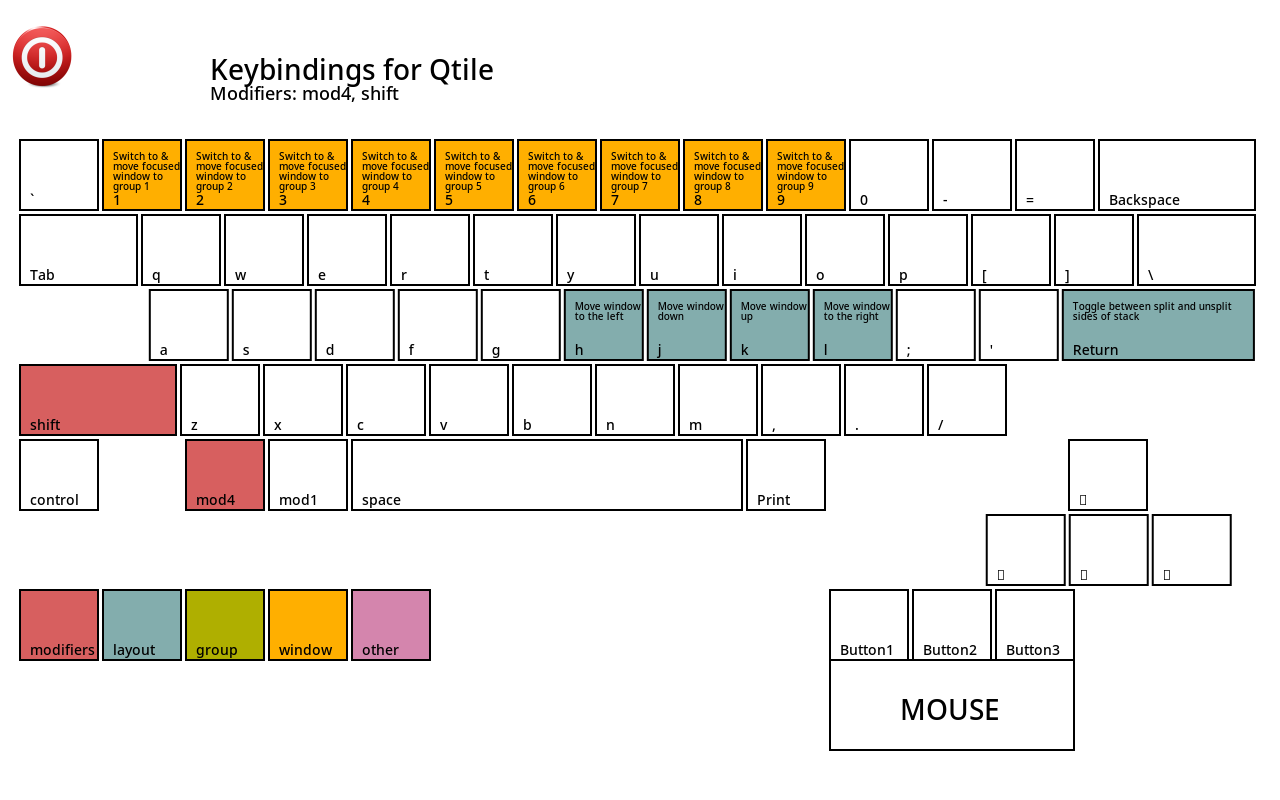 Keybindings for Qtile
Modifiers: mod4, shift
Switch to & Switch to & Switch to & Switch to & Switch to & Switch to & Switch to & Switch to & Switch to &
move focused move focused move focused move focused move focused move focused move focused move focused move focused
window to window to window to window to window to window to window to window to window to
group 1 group 2 group 3 group 4 group 5 group 6 group 7 group 8 group 9
` 1 2 3 4 5 6 7 8 9 0 - = Backspace
Tab q w e r t y u i o p [ ] \
Move window Move window Move window Move window Toggle between split and unsplit
to the left down up to the right sides of stack
a s d f g h j k l ; ' Return
shift z x c v b n m , . /
control mod4 mod1 space Print
modifiers layout group window other Button1 Button2 Button3
MOUSE